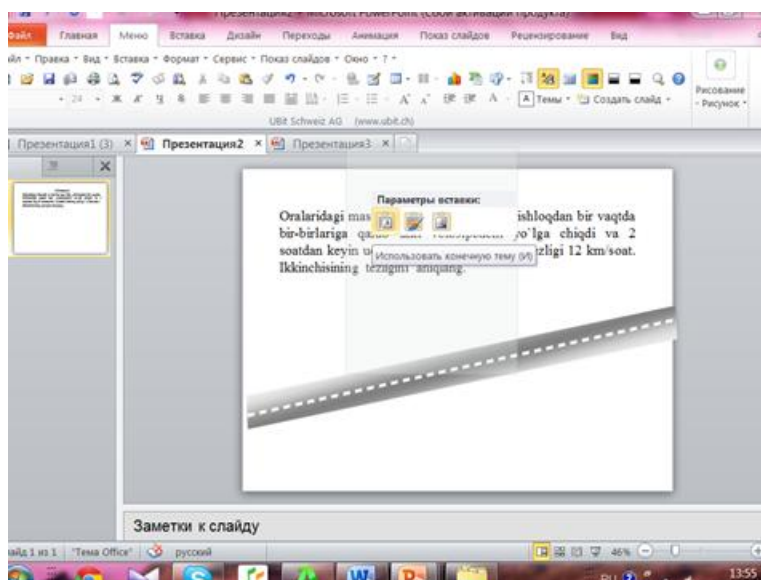 Презентация2 - Microsoft PowerPoint (Сбой активации продукта)
Файл Главная Меню Вставка Дизайн Переходы Анимация Показ слайдов Рецензирование Вид
Правка Вид Вставка Формат Сервис Показ слайдов Окно ?
24 Ж К Ч S A A A Темы Создать слайд
Рисование
Рисунок
UBit Schweiz AG (www.ubit.ch)
Презентация1 (3) Презентация2 Презентация3
Параметры вставки:
Использовать конечную тему (И)
Oralaridagi ishloqdan bir vaqtda
bir-birlariga yo`lga chiqdi va 2
soatdan keyin 12 km/soat.
Ikkinchisining tezligini aniqlang.
Заметки к слайду
1 из 1 "Тема Office" русский 46%
RU 13:55